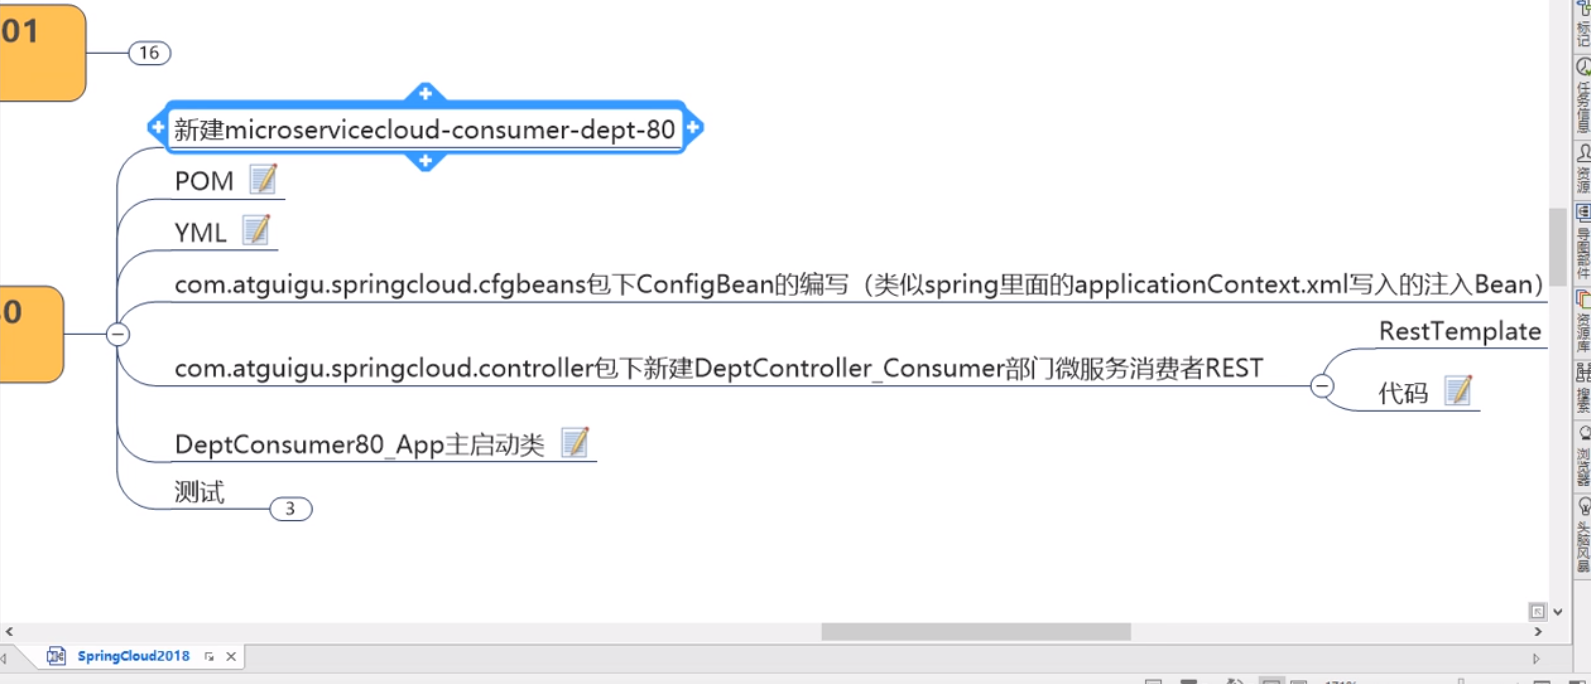 01
16
新建microservicecloud-consumer-dept-80
POM
YML
com.atguigu.springcloud.cfgbeans包下ConfigBean的编写（类似spring里面的applicationContext.xml写入的注入Bean）
0
RestTemplate
com.atguigu.springcloud.controller包下新建DeptController_Consumer部门微服务消费者REST
代码
DeptConsumer80_App主启动类
测试
3
标记
任务信息
资源
导图部件
资源库
搜索
浏览器
头脑风暴
SpringCloud2018